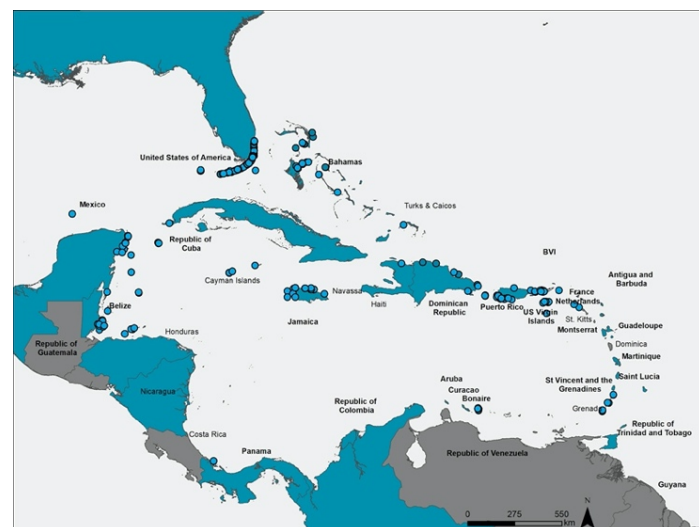 United States of America
Bahamas
Mexico
Turks & Caicos
Republic of
Cuba
BVI
Cayman Islands
Navassa
Haiti
Dominican
Republic
Puerto Rico
US Virgin
Islands
France
Netherlands
St. Kitts
Antigua and
Barbuda
Montserrat
Guadeloupe
Belize
Jamaica
Honduras
Dominica
Martinique
Republic of
Guatemala
Saint Lucia
Aruba
Curacao
Bonaire
St Vincent and the
Grenadines
Nicaragua
Republic of
Colombia
Grenad
Republic of
Trinidad and Tobago
Costa Rica
Panama
Republic of Venezuela
Guyana
N
0 275 550
km